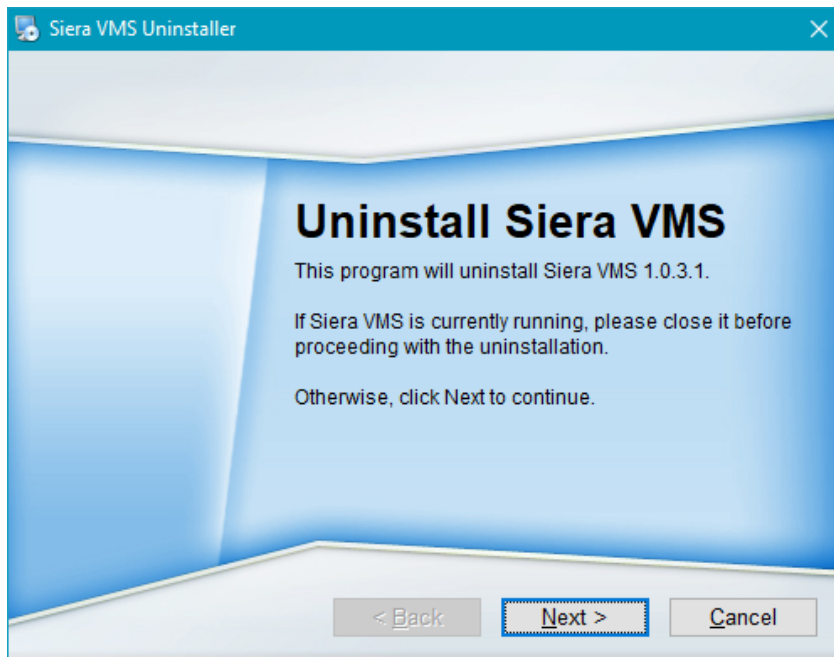 Siera VMS Uninstaller
Uninstall Siera VMS
This program will uninstall Siera VMS 1.0.3.1.
If Siera VMS is currently running, please close it before
proceeding with the uninstallation.
Otherwise, click Next to continue.
< Back
Next >
Cancel